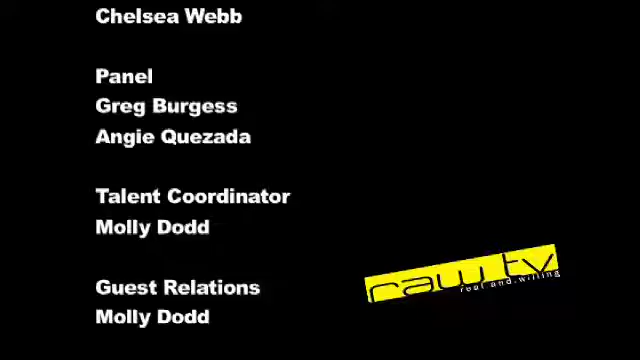 Chelsea Webb
Panel
Greg Burgess
Angie Quezada
Talent Coordinator
Molly Dodd
Guest Relations
Molly Dodd
raw tv
real.and.willing